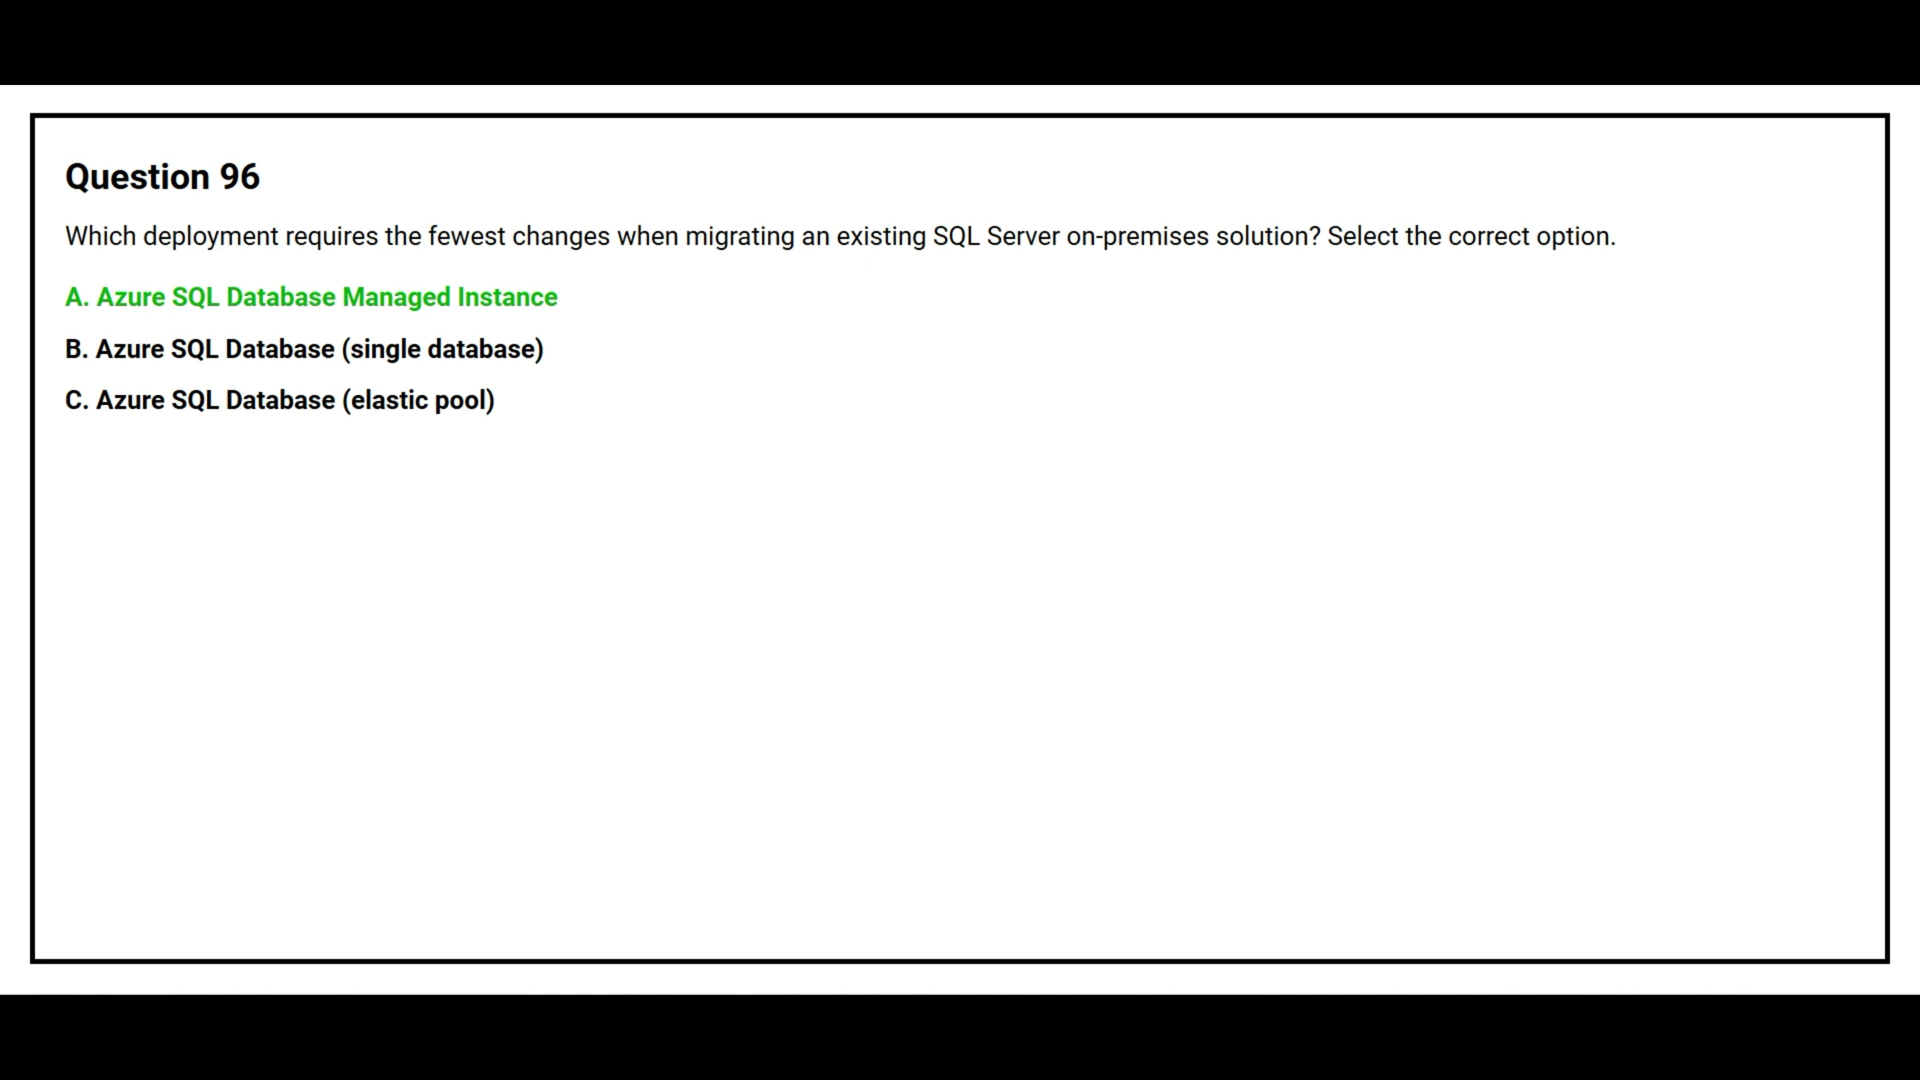 Question 96
Which deployment requires the fewest changes when migrating an existing SQL Server on-premises solution? Select the correct option.
A. Azure SQL Database Managed Instance
B. Azure SQL Database (single database)
C. Azure SQL Database (elastic pool)